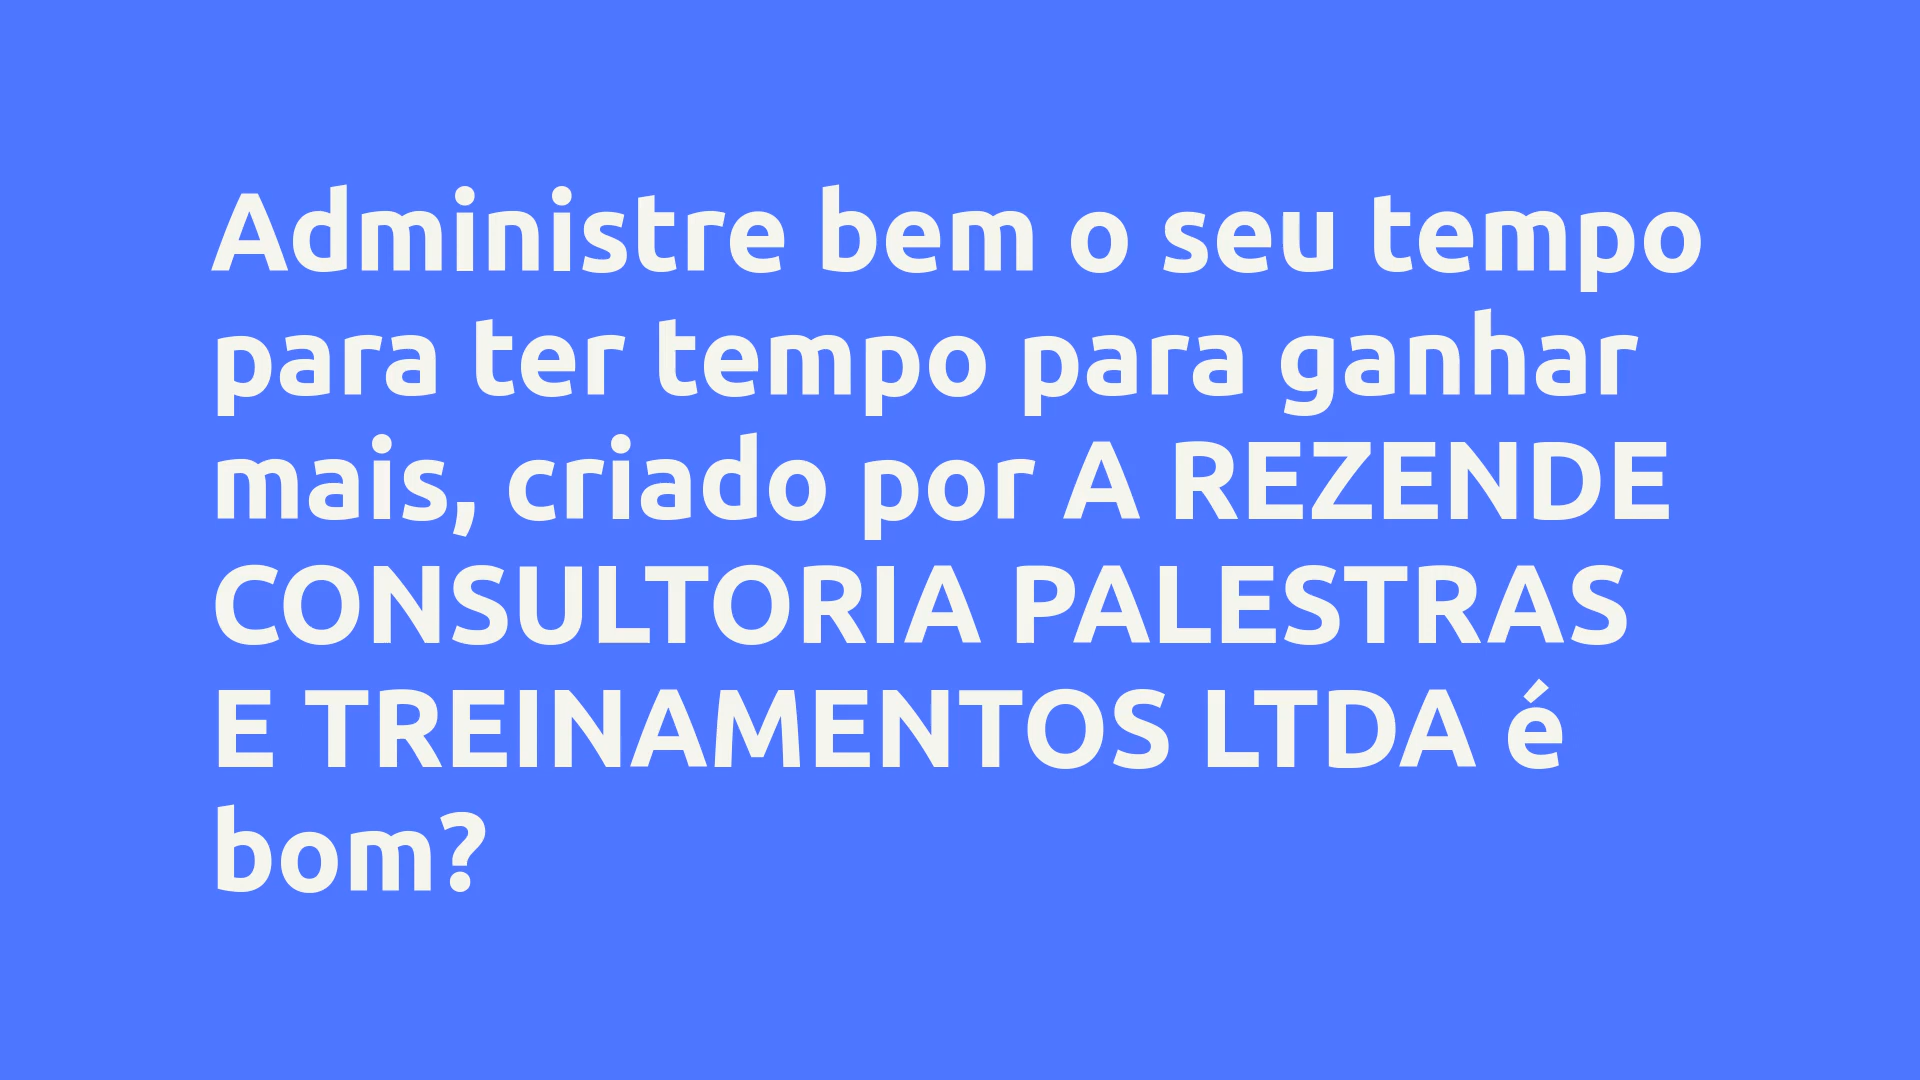 Administre bem o seu tempo
para ter tempo para ganhar
mais, criado por A REZENDE
CONSULTORIA PALESTRAS
E TREINAMENTOS LTDA é
bom?